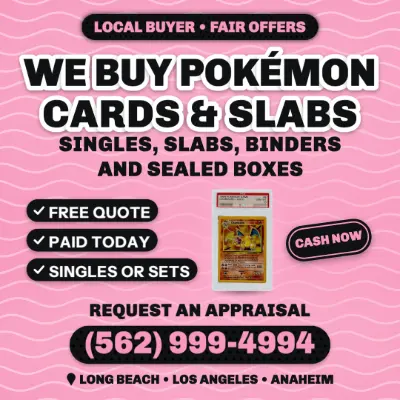 LOCAL BUYER • FAIR OFFERS
WE BUY POKÉMON
CARDS & SLABS
SINGLES, SLABS, BINDERS
AND SEALED BOXES
✓ FREE QUOTE
✓ PAID TODAY
✓ SINGLES OR SETS
CASH NOW
REQUEST AN APPRAISAL
(562) 999-4994
LONG BEACH • LOS ANGELES • ANAHEIM